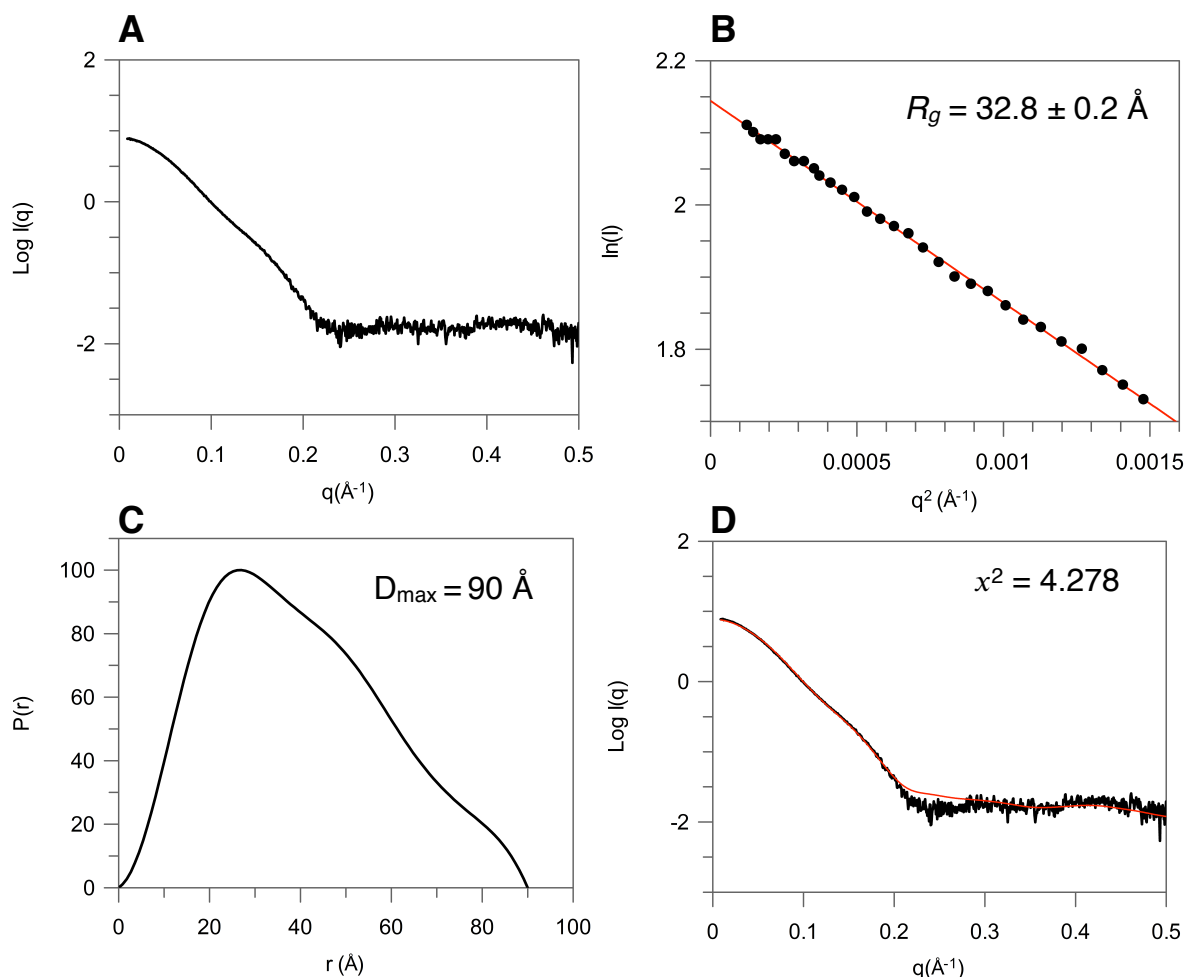 A
2
0
-2
Log I(q)
0 0.1 0.2 0.3 0.4 0.5
q(Å-1)
B
Rg = 32.8 ± 0.2 Å
2.2
2
1.8
ln(I)
0 0.0005 0.001 0.0015
q2 (Å-1)
C
Dmax = 90 Å
100
80
60
40
20
0
P(r)
0 20 40 60 80 100
r (Å)
D
x2 = 4.278
2
0
-2
Log I(q)
0 0.1 0.2 0.3 0.4 0.5
q(Å-1)